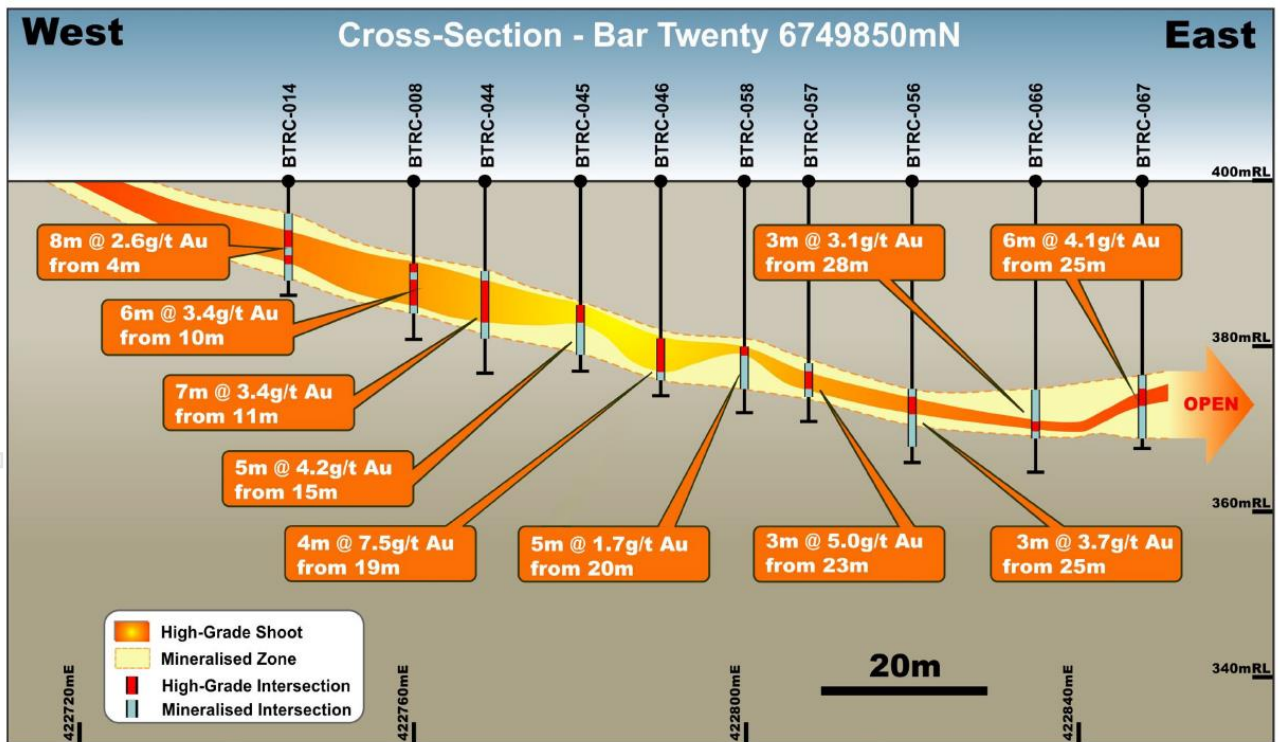 West
Cross-Section - Bar Twenty 6749850mN
East
BTRC-014
BTRC-008
BTRC-044
BTRC-045
BTRC-046
BTRC-058
BTRC-057
BTRC-056
BTRC-066
BTRC-067
400mRL
8m @ 2.6g/t Au
from 4m
3m @ 3.1g/t Au
from 28m
6m @ 4.1g/t Au
from 25m
6m @ 3.4g/t Au
from 10m
380mRL
7m @ 3.4g/t Au
from 11m
OPEN
5m @ 4.2g/t Au
from 15m
360mRL
4m @ 7.5g/t Au
from 19m
5m @ 1.7g/t Au
from 20m
3m @ 5.0g/t Au
from 23m
3m @ 3.7g/t Au
from 25m
High-Grade Shoot
Mineralised Zone
High-Grade Intersection
Mineralised Intersection
20m
340mRL
422720mE
422760mE
422800mE
422840mE